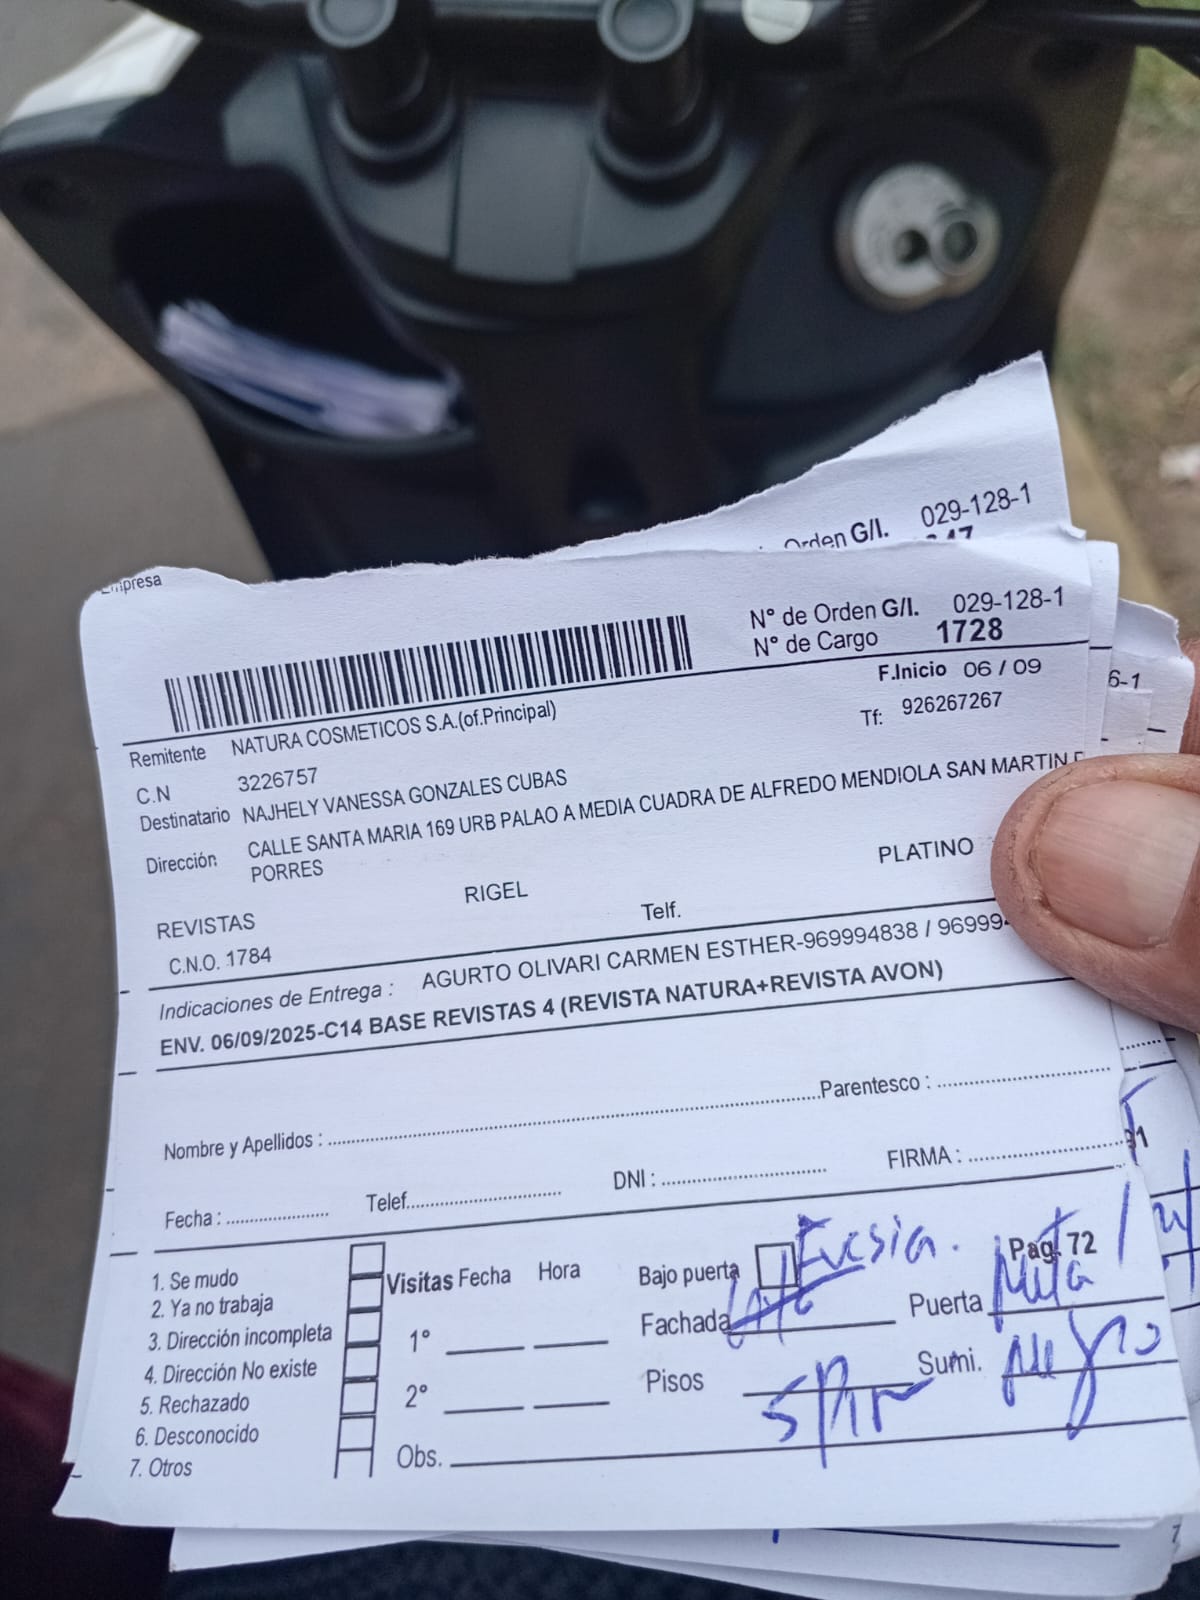 Orden G/I. 029-128-1
Empresa
N° de Orden G/I. 029-128-1
N° de Cargo 1728
F.Inicio 06 / 09
6-1
Remitente NATURA COSMETICOS S.A.(of.Principal)
Tf: 926267267
C.N 3226757
Destinatario NAJHELY VANESSA GONZALES CUBAS
Dirección CALLE SANTA MARIA 169 URB PALAO A MEDIA CUADRA DE ALFREDO MENDIOLA SAN MARTIN
PORRES
REVISTAS RIGEL PLATINO
C.N.O. 1784 Telf.
Indicaciones de Entrega : AGURTO OLIVARI CARMEN ESTHER-969994838 / 96999
ENV. 06/09/2025-C14 BASE REVISTAS 4 (REVISTA NATURA+REVISTA AVON)
Nombre y Apellidos : Parentesco :
Fecha : Telef. DNI : FIRMA :
1. Se mudo
2. Ya no trabaja
3. Dirección incompleta
4. Dirección No existe
5. Rechazado
6. Desconocido
7. Otros
Visitas Fecha Hora
1°
2°
Obs.
Bajo puerta Pag. 72
Fachada Puerta
Pisos Sumi.